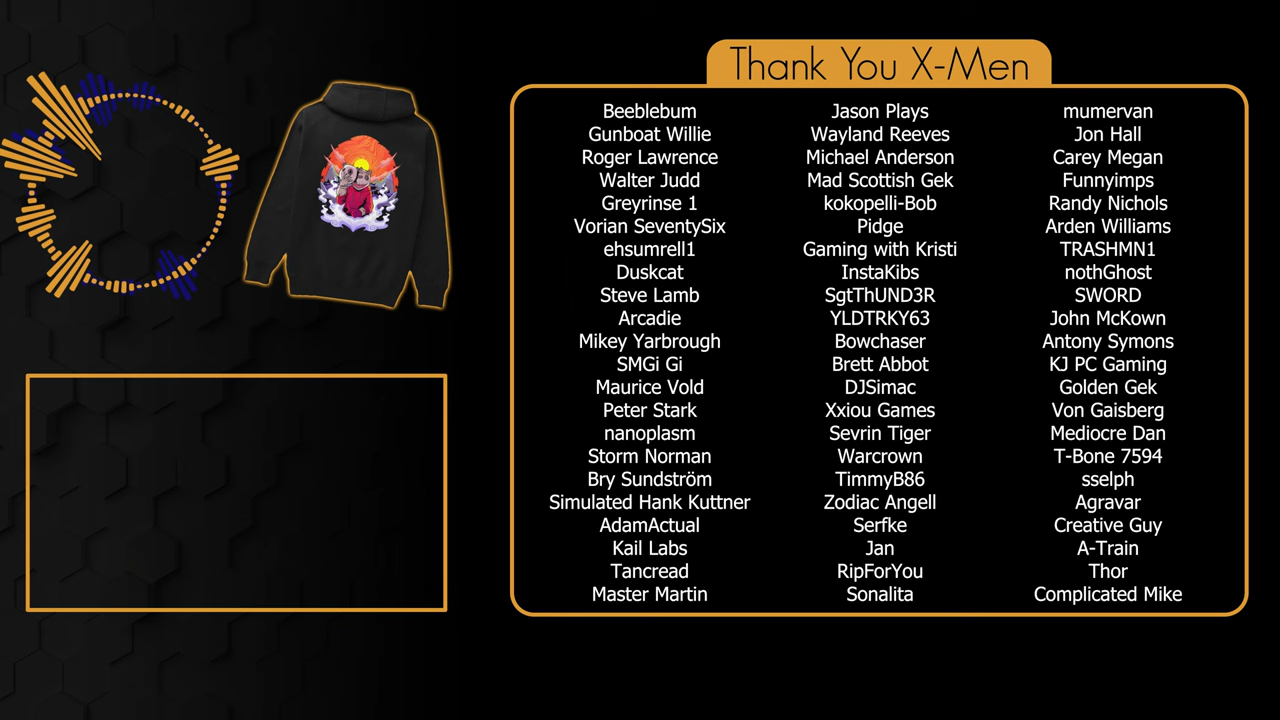 Thank You X-Men
Beeblebum
Gunboat Willie
Roger Lawrence
Walter Judd
Greyrinse 1
Vorian SeventySix
ehsumrell1
Duskcat
Steve Lamb
Arcadie
Mikey Yarbrough
SMGi Gi
Maurice Vold
Peter Stark
nanoplasm
Storm Norman
Bry Sundström
Simulated Hank Kuttner
AdamActual
Kail Labs
Tancread
Master Martin
Jason Plays
Wayland Reeves
Michael Anderson
Mad Scottish Gek
kokopelli-Bob
Pidge
Gaming with Kristi
InstaKibs
SgtThUND3R
YLDTRKY63
Bowchaser
Brett Abbot
DJSimac
Xxiou Games
Sevrin Tiger
Warcrown
TimmyB86
Zodiac Angell
Serfke
Jan
RipForYou
Sonalita
mumervan
Jon Hall
Carey Megan
Funnyimps
Randy Nichols
Arden Williams
TRASHMN1
nothGhost
SWORD
John McKown
Antony Symons
KJ PC Gaming
Golden Gek
Von Gaisberg
Mediocre Dan
T-Bone 7594
sselph
Agravar
Creative Guy
A-Train
Thor
Complicated Mike